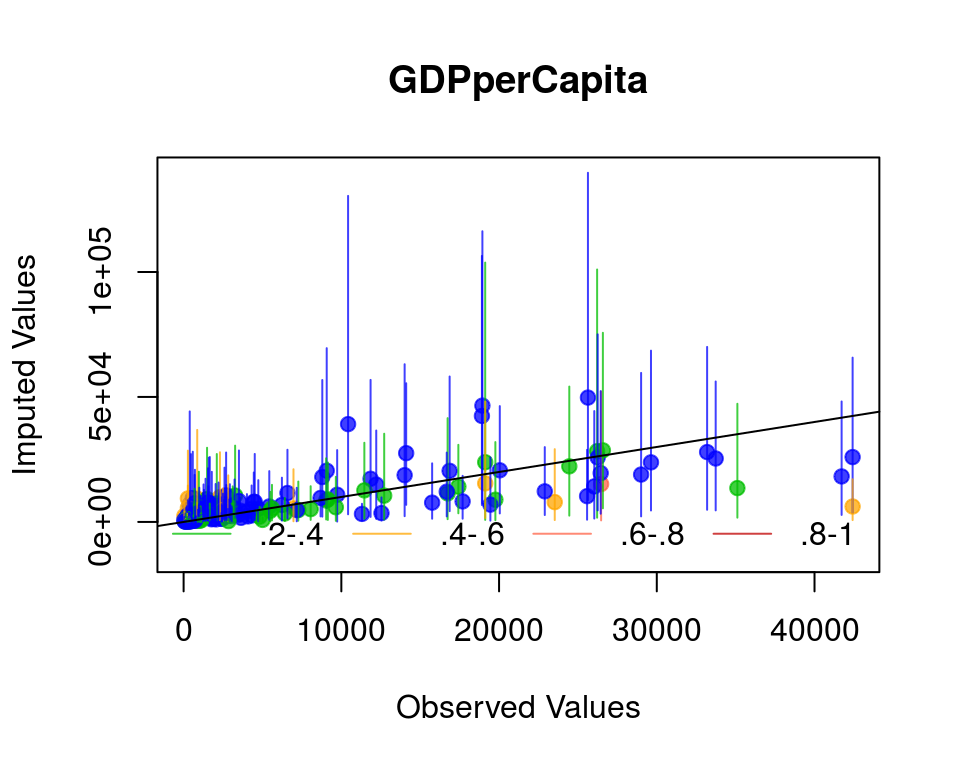 GDPperCapita
Imputed Values
1e+05
5e+04
0e+00
.2-.4 .4-.6 .6-.8 .8-1
0 10000 20000 30000 40000
Observed Values